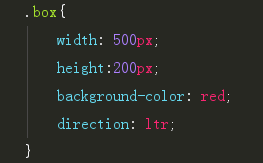 .box{
width: 500px;
height:200px;
background-color: red;
direction: ltr;
}